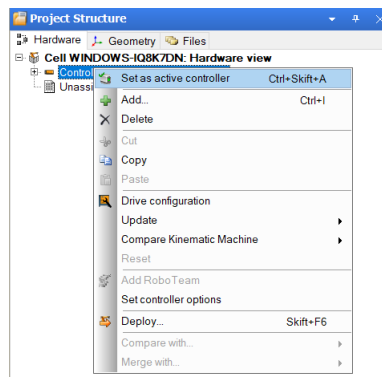 Project Structure
Hardware Geometry Files
Cell WINDOWS-IQ8K7DN: Hardware view
Control
Unassi
Set as active controller Ctrl+Skift+A
Add... Ctrl+I
Delete
Cut
Copy
Paste
Drive configuration
Update
Compare Kinematic Machine
Reset
Add RoboTeam
Set controller options
Deploy... Skift+F6
Compare with...
Merge with...